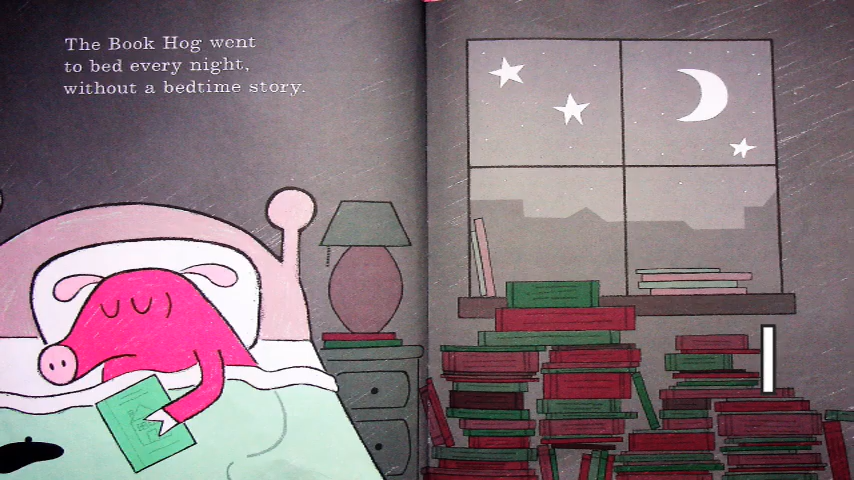 The Book Hog went
to bed every night,
without a bedtime story.